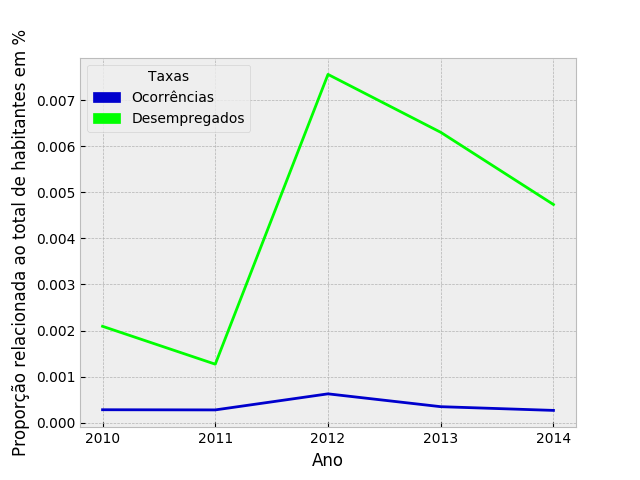 Proporção relacionada ao total de habitantes em %
Taxas
Ocorrências
Desempregados
0.007
0.006
0.005
0.004
0.003
0.002
0.001
0.000
2010 2011 2012 2013 2014
Ano